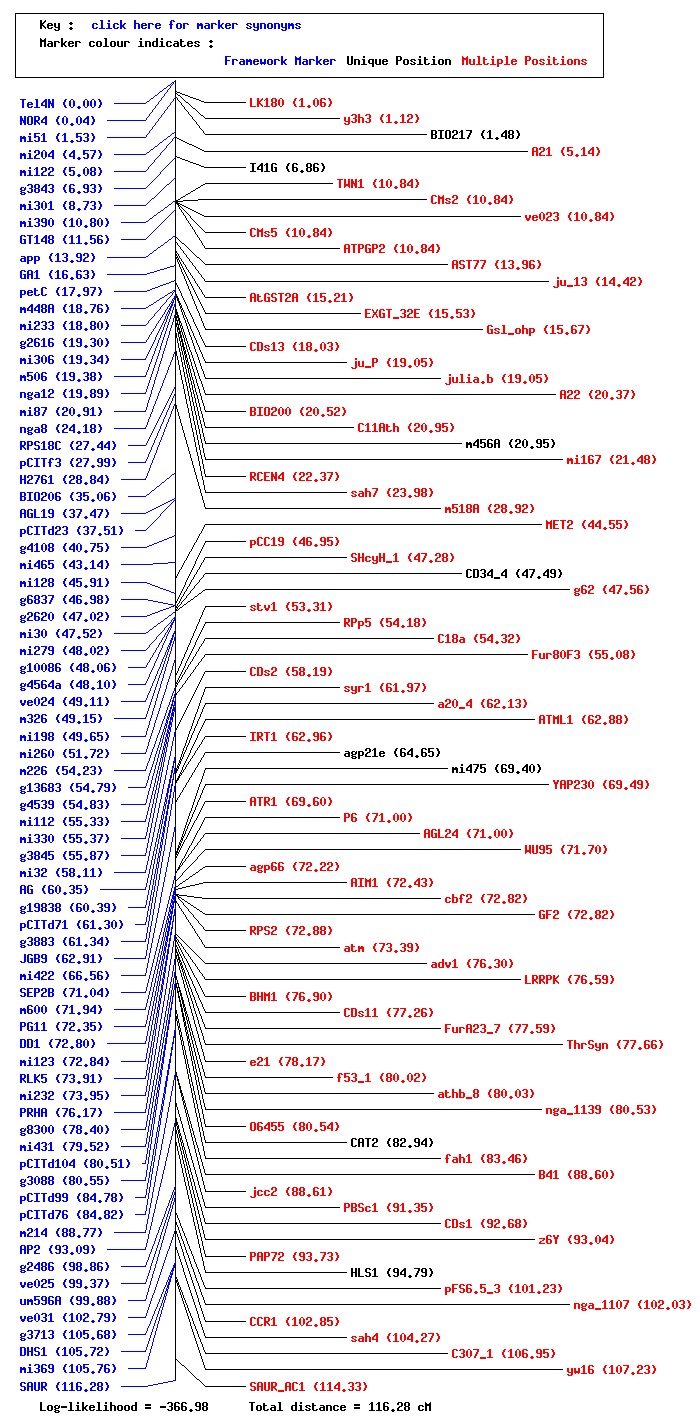 Key : click here for marker synonyms
Marker colour indicates :
Framework Marker Unique Position Multiple Positions
Tel4N (0.00)
NOR4 (0.04)
mi51 (1.53)
mi204 (4.57)
mi122 (5.08)
g3843 (6.93)
mi301 (8.73)
mi390 (10.80)
GT148 (11.56)
app (13.92)
GA1 (16.63)
petC (17.97)
m448A (18.76)
mi233 (18.80)
g2616 (19.30)
mi306 (19.34)
m506 (19.38)
nga12 (19.89)
mi87 (20.91)
nga8 (24.18)
RPS18C (27.44)
pCITf3 (27.99)
H2761 (28.84)
BIO206 (35.06)
AGL19 (37.47)
pCITd23 (37.51)
g4108 (40.75)
mi465 (43.14)
mi128 (45.91)
g6837 (46.98)
g2620 (47.02)
mi30 (47.52)
mi279 (48.02)
g10086 (48.06)
g4564a (48.10)
ve024 (49.11)
m326 (49.15)
mi198 (49.65)
mi260 (51.72)
m226 (54.23)
g13683 (54.79)
g4539 (54.83)
mi112 (55.33)
mi330 (55.37)
g3845 (55.87)
mi32 (58.11)
AG (60.35)
g19838 (60.39)
pCITd71 (61.30)
g3883 (61.34)
JGB9 (62.91)
mi422 (66.56)
SEP2B (71.04)
m600 (71.94)
PG11 (72.35)
DD1 (72.80)
mi123 (72.84)
RLK5 (73.91)
mi232 (73.95)
PRHA (76.17)
g8300 (78.40)
mi431 (79.52)
pCITd104 (80.51)
g3088 (80.55)
pCITd99 (84.78)
pCITd76 (84.82)
m214 (88.77)
AP2 (93.09)
g2486 (98.86)
ve025 (99.37)
um596A (99.88)
ve031 (102.79)
g3713 (105.68)
DHS1 (105.72)
mi369 (105.76)
SAUR (116.28)
LK180 (1.06)
y3h3 (1.12)
BIO217 (1.48)
A21 (5.14)
I41G (6.86)
TWN1 (10.84)
CMs2 (10.84)
ve023 (10.84)
CMs5 (10.84)
ATPGP2 (10.84)
AST77 (13.96)
ju_13 (14.42)
AtGST2A (15.21)
EXGT_32E (15.53)
Gsl_ohp (15.67)
CDs13 (18.03)
ju_P (19.05)
julia.b (19.05)
A22 (20.37)
BIO200 (20.52)
C11Ath (20.95)
m456A (20.95)
mi167 (21.48)
RCEN4 (22.37)
sah7 (23.98)
m518A (28.92)
MET2 (44.55)
pCC19 (46.95)
SHcyH_1 (47.28)
CD34_4 (47.49)
g62 (47.56)
stv1 (53.31)
RPp5 (54.18)
C18a (54.32)
Fur80F3 (55.08)
CDs2 (58.19)
syr1 (61.97)
a20_4 (62.13)
ATML1 (62.88)
IRT1 (62.96)
agp21e (64.65)
mi475 (69.40)
YAP230 (69.49)
ATR1 (69.60)
P6 (71.00)
AGL24 (71.00)
WU95 (71.70)
agp66 (72.22)
AIM1 (72.43)
cbf2 (72.82)
GF2 (72.82)
RPS2 (72.88)
atm (73.39)
adv1 (76.30)
LRRPK (76.59)
BHM1 (76.90)
CDs11 (77.26)
FurA23_7 (77.59)
ThrSyn (77.66)
e21 (78.17)
f53_1 (80.02)
athb_8 (80.03)
nga_1139 (80.53)
O6455 (80.54)
CAT2 (82.94)
fah1 (83.46)
B41 (88.60)
jcc2 (88.61)
PBSc1 (91.35)
CDs1 (92.68)
z6Y (93.04)
PAP72 (93.73)
HLS1 (94.79)
pFS6.5_3 (101.23)
nga_1107 (102.03)
CCR1 (102.85)
sah4 (104.27)
C307_1 (106.95)
yw16 (107.23)
SAUR_AC1 (114.33)
Log-likelihood = -366.98 Total distance = 116.28 cM